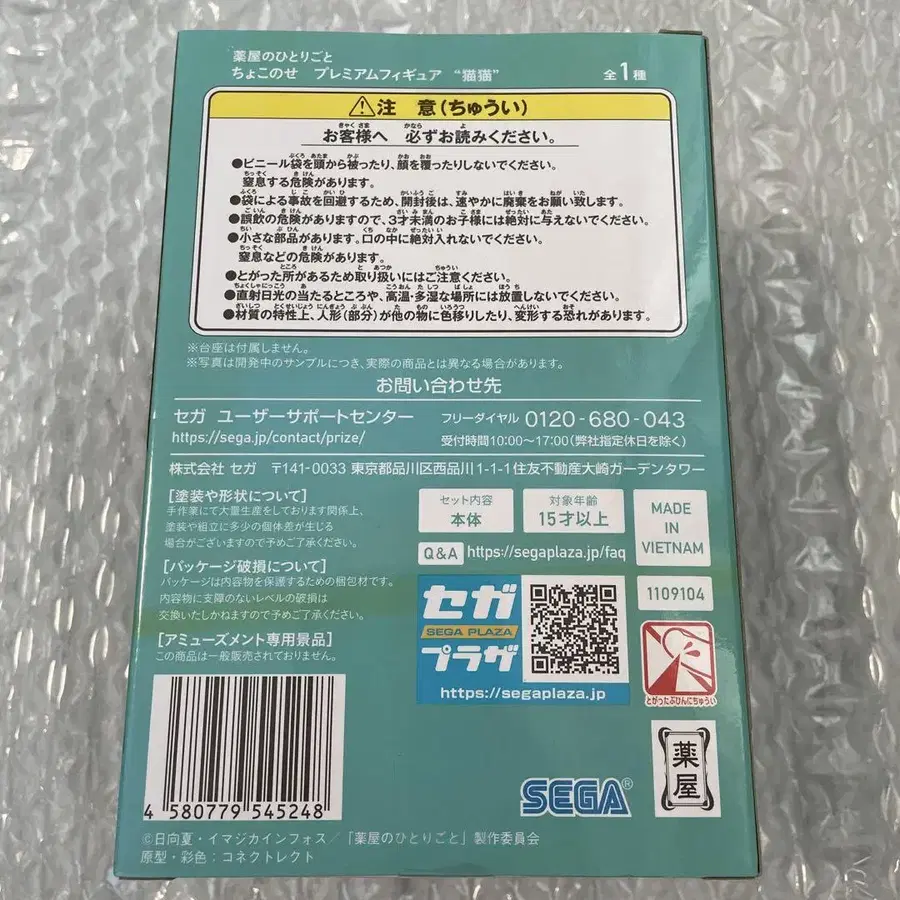 薬屋のひとりごと
ちょこのせ プレミアムフィギュア “猫猫” 全1種
⚠注 意(ちゅうい)
お客様へ 必ずお読みください。
●ビニール袋を頭から被ったり、顔を覆ったりしないでください。
窒息する危険があります。
●袋による事故を回避するため、開封後は、速やかに廃棄をお願い致します。
●誤飲の危険がありますので、3才未満のお子様には絶対に与えないでください。
●小さな部品があります。口の中に絶対入れないでください。
窒息などの危険があります。
●とがった所があるため取り扱いにはご注意ください。
●直射日光の当たるところや、高温・多湿な場所には放置しないでください。
●材質の特性上、人形(部分)が他の物に色移りしたり、変形する恐れがあります。
※台座は付属しません。
※写真は開発中のサンプルにつき、実際の商品とは異なる場合があります。
お問い合わせ先
セガ ユーザーサポートセンター フリーダイヤル 0120-680-043
https://sega.jp/contact/prize/ 受付時間10:00~17:00(弊社指定休日を除く)
株式会社 セガ 〒141-0033 東京都品川区西品川1-1-1住友不動産大崎ガーデンタワー
[塗装や形状について]
手作業にて大量生産をしております関係上、
塗装や組立に多少の個体差が生じる
場合がございますので予めご了承ください。
[パッケージ破損について]
パッケージは内容物を保護するための梱包材です。
内容物に支障のないレベルの破損は
交換いたしかねますので予めご了承ください。
[アミューズメント専用景品]
この商品は一般販売されておりません。
セット内容
本体
対象年齢
15才以上
MADE
IN
VIETNAM
Q&A https://segaplaza.jp/faq
1109104
セガ
SEGA PLAZA
プラザ
https://segaplaza.jp
とがったぶひんにちゅうい
薬屋
SEGA®
4 580779 545248
©日向夏・イマジカインフォス/「薬屋のひとりごと」製作委員会
原型・彩色:コネクトレクト